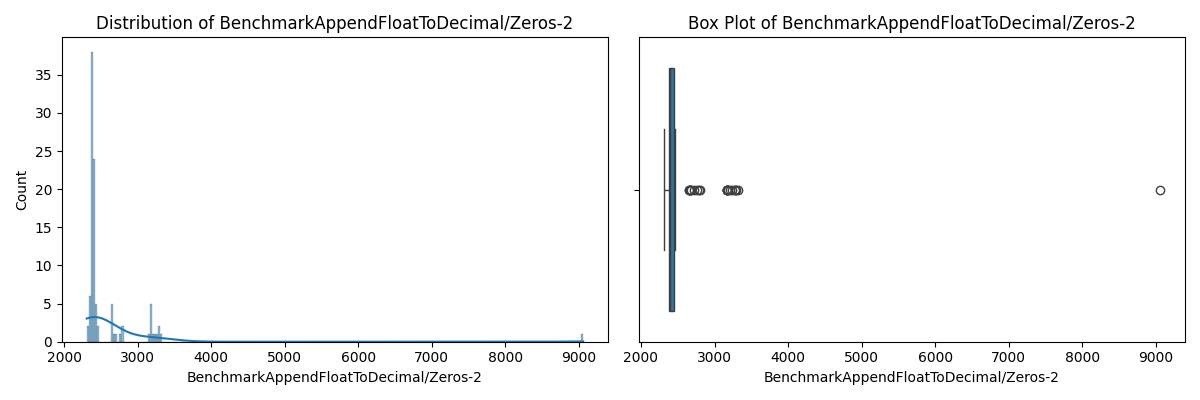 Distribution of BenchmarkAppendFloatToDecimal/Zeros-2
Count
35
30
25
20
15
10
5
0
2000 3000 4000 5000 6000 7000 8000 9000
BenchmarkAppendFloatToDecimal/Zeros-2
Box Plot of BenchmarkAppendFloatToDecimal/Zeros-2
2000 3000 4000 5000 6000 7000 8000 9000
BenchmarkAppendFloatToDecimal/Zeros-2